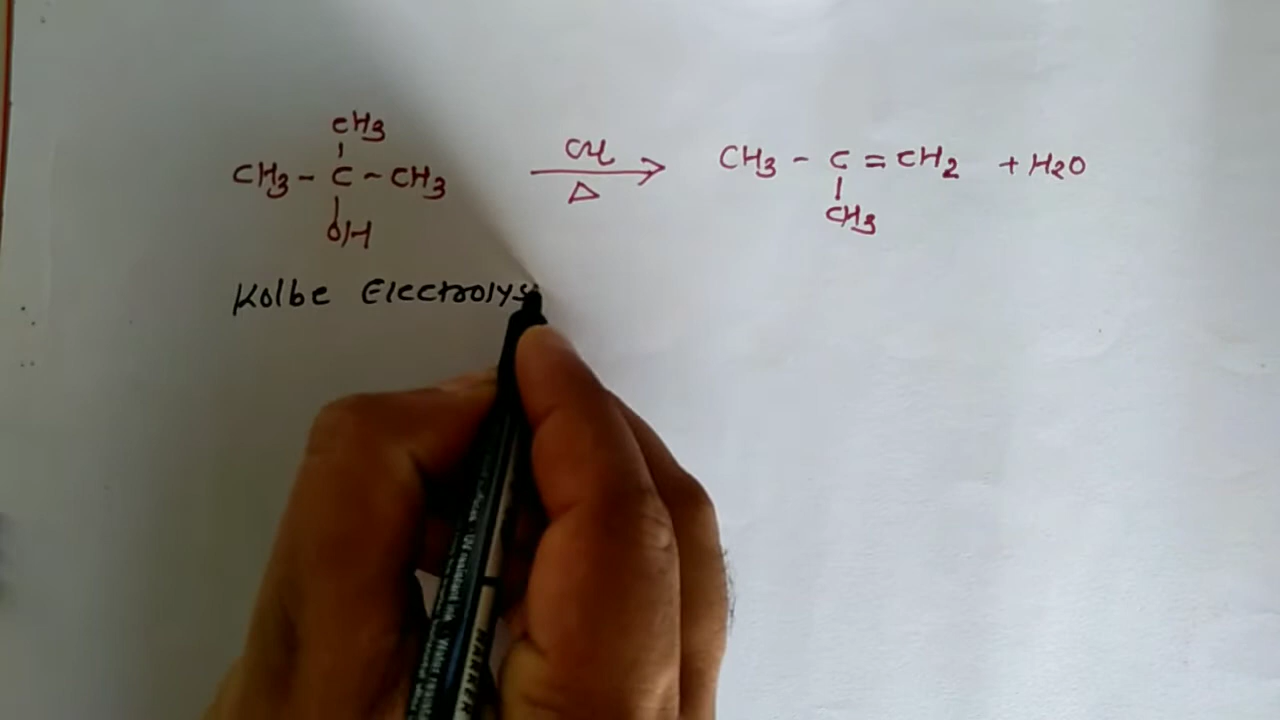 CH3
CH3 - C - CH3
OH
Cu
Δ
CH3 - C = CH2 + H2O
CH3
Kolbe Electrolys